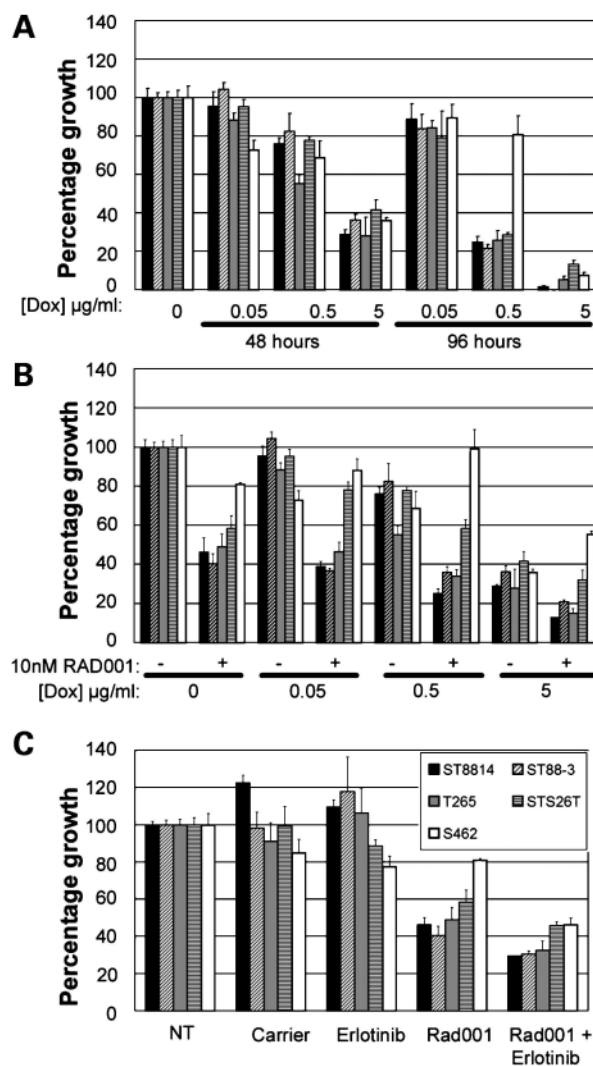 A
Percentage growth
140
120
100
80
60
40
20
0
[Dox] µg/ml: 0 0.05 0.5 5 0.05 0.5 5
48 hours 96 hours
B
Percentage growth
140
120
100
80
60
40
20
0
10nM RAD001: - + - + - + - +
[Dox] µg/ml: 0 0.05 0.5 5
C
Percentage growth
140
120
100
80
60
40
20
0
ST8814 ST88-3
T265 STS26T
S462
NT Carrier Erlotinib Rad001 Rad001 +
Erlotinib